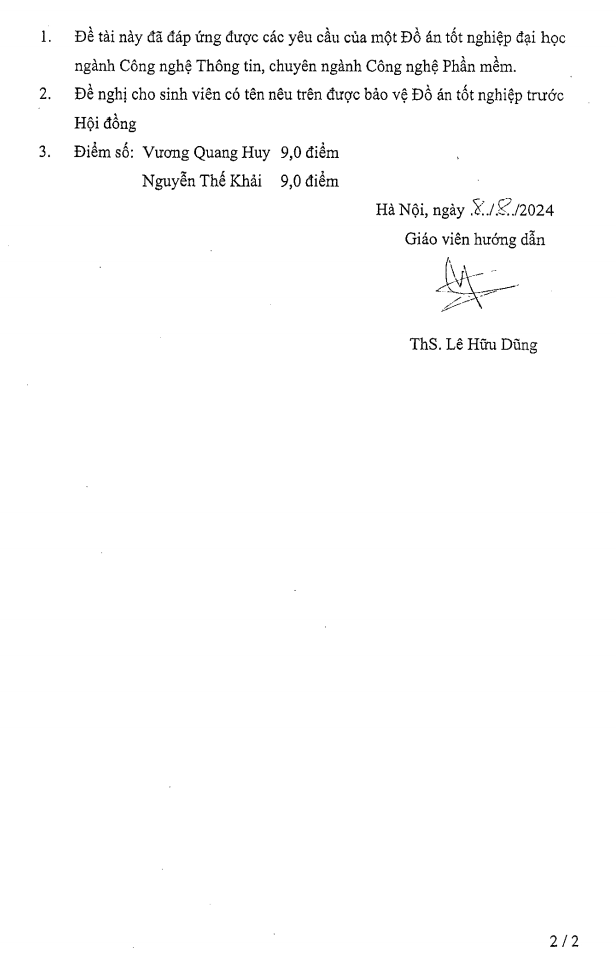 1. Đề tài này đã đáp ứng được các yêu cầu của một Đồ án tốt nghiệp đại học
ngành Công nghệ Thông tin, chuyên ngành Công nghệ Phần mềm.
2. Đề nghị cho sinh viên có tên nêu trên được bảo vệ Đồ án tốt nghiệp trước
Hội đồng
3. Điểm số: Vương Quang Huy 9,0 điểm
Nguyễn Thế Khải 9,0 điểm
Hà Nội, ngày .8../.8../2024
Giáo viên hướng dẫn
ThS. Lê Hữu Dũng
2 / 2